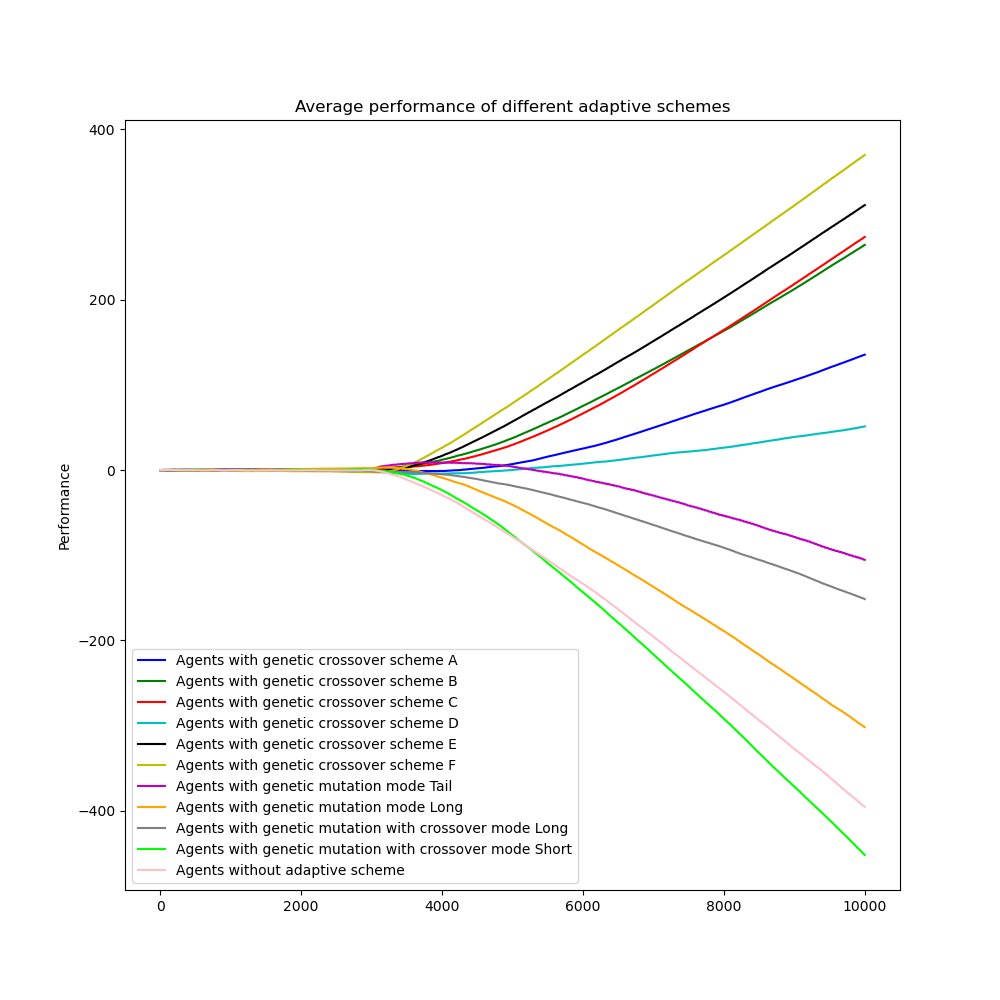 Average performance of different adaptive schemes
400
200
0
−200
−400
Performance
Agents with genetic crossover scheme A
Agents with genetic crossover scheme B
Agents with genetic crossover scheme C
Agents with genetic crossover scheme D
Agents with genetic crossover scheme E
Agents with genetic crossover scheme F
Agents with genetic mutation mode Tail
Agents with genetic mutation mode Long
Agents with genetic mutation with crossover mode Long
Agents with genetic mutation with crossover mode Short
Agents without adaptive scheme
0 2000 4000 6000 8000 10000